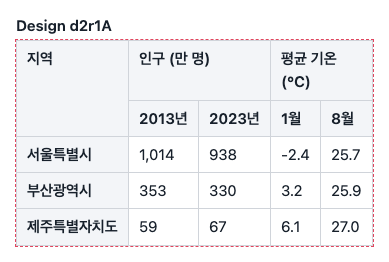 Design d2r1A
지역 인구 (만 명) 평균 기온
(°C)
2013년 2023년 1월 8월
서울특별시 1,014 938 -2.4 25.7
부산광역시 353 330 3.2 25.9
제주특별자치도 59 67 6.1 27.0